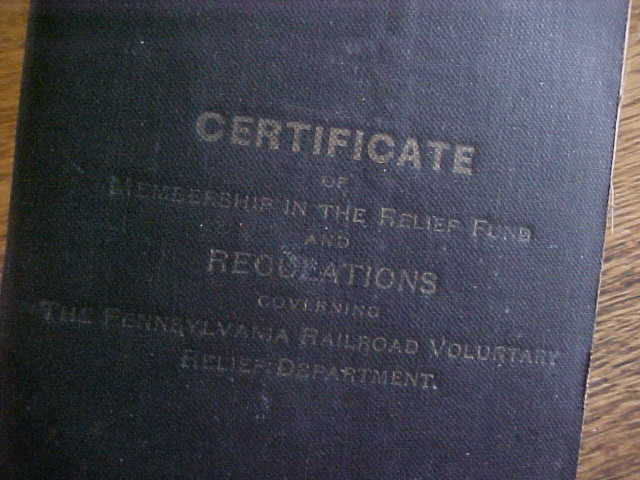 CERTIFICATE
OF
MEMBERSHIP IN THE RELIEF FUND
AND
REGULATIONS
GOVERNING
THE PENNSYLVANIA RAILROAD VOLUNTARY
RELIEF DEPARTMENT.